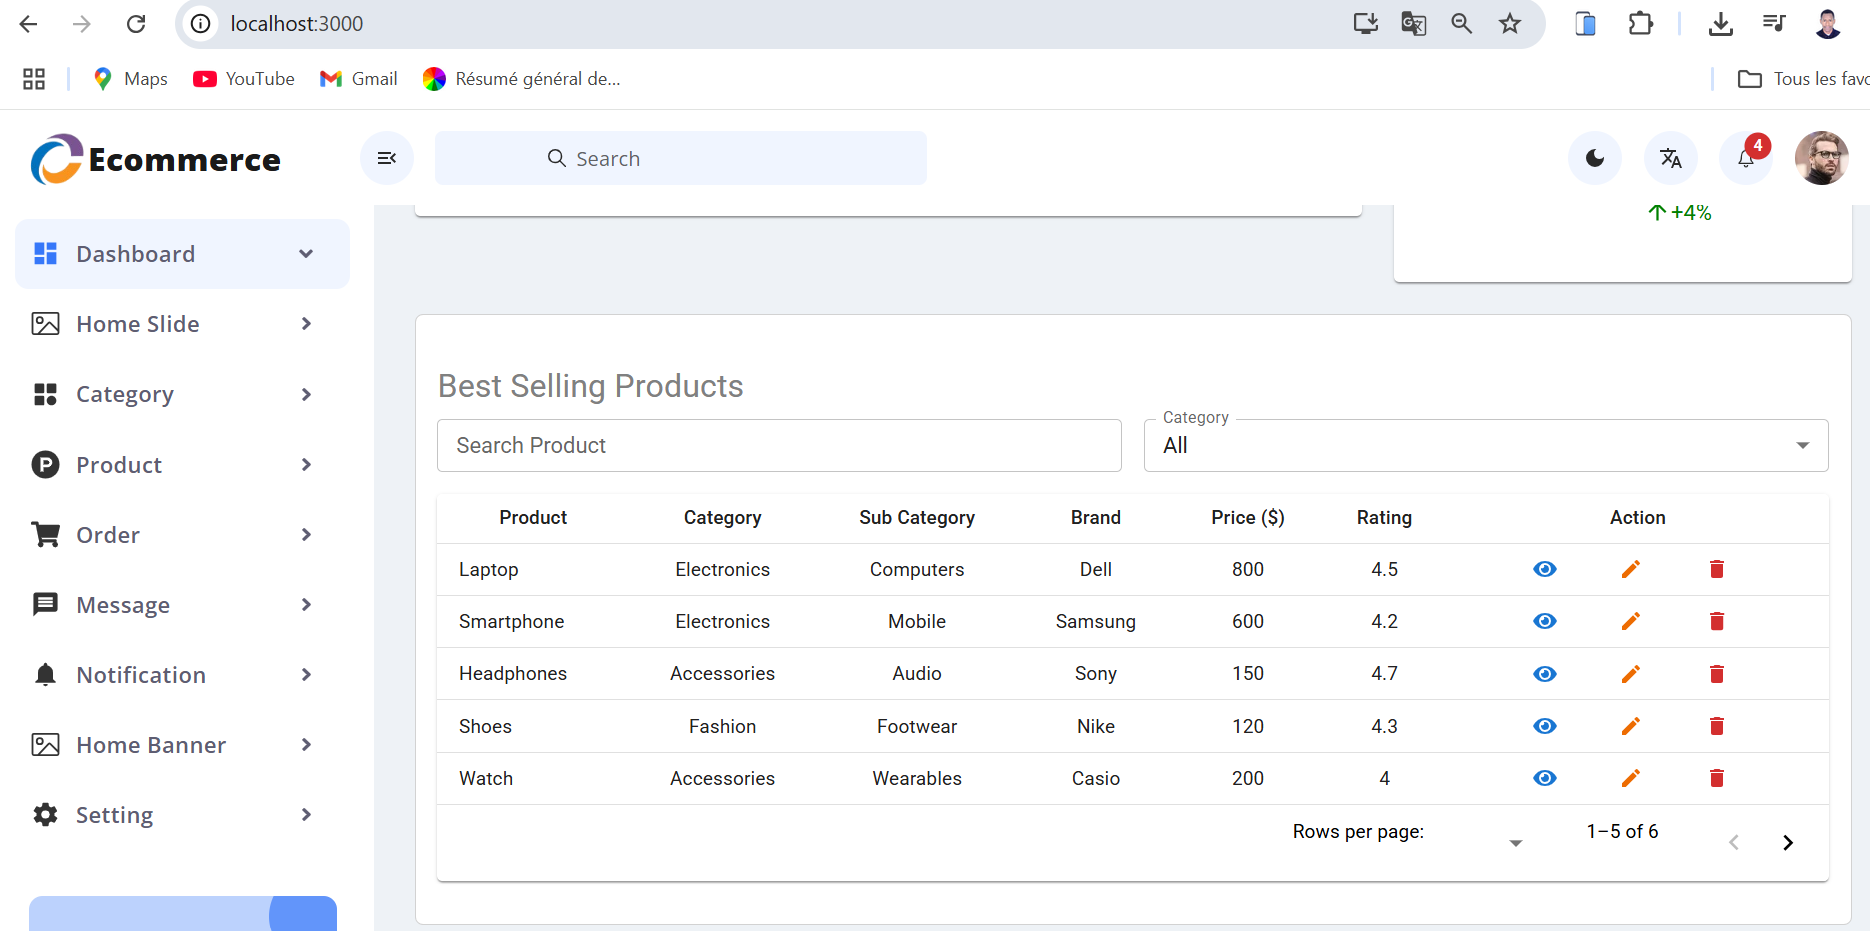 localhost:3000
Maps
YouTube
Gmail
Résumé général de...
Tous les favo
Ecommerce
Search
4
Dashboard
Home Slide
Category
Product
Order
Message
Notification
Home Banner
Setting
+4%
Best Selling Products
Search Product
Category
All
Product Category Sub Category Brand Price ($) Rating Action
Laptop Electronics Computers Dell 800 4.5
Smartphone Electronics Mobile Samsung 600 4.2
Headphones Accessories Audio Sony 150 4.7
Shoes Fashion Footwear Nike 120 4.3
Watch Accessories Wearables Casio 200 4
Rows per page: 1–5 of 6